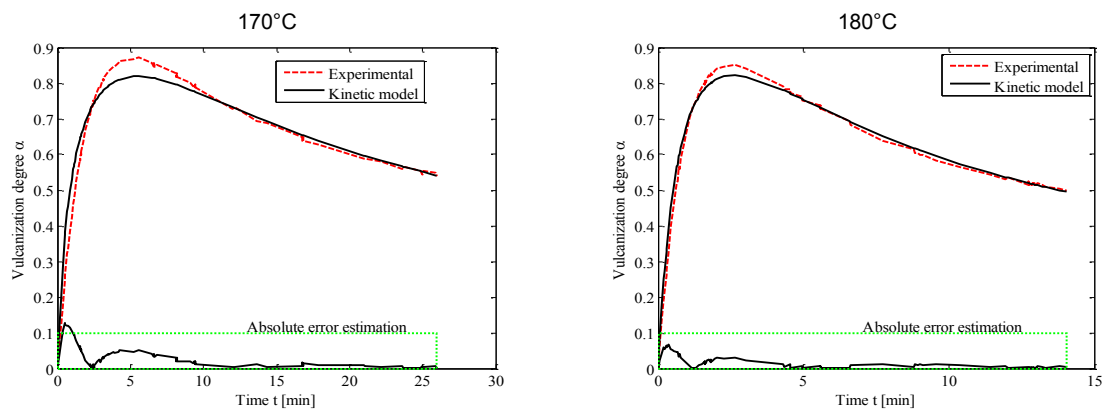 170°C
0.9
0.8
0.7
0.6
0.5
0.4
0.3
0.2
0.1
0
Vulcanization degree α
Experimental
Kinetic model
Absolute error estimation
0 5 10 15 20 25 30
Time t [min]
180°C
0.9
0.8
0.7
0.6
0.5
0.4
0.3
0.2
0.1
0
Vulcanization degree α
Experimental
Kinetic model
Absolute error estimation
0 5 10 15
Time t [min]